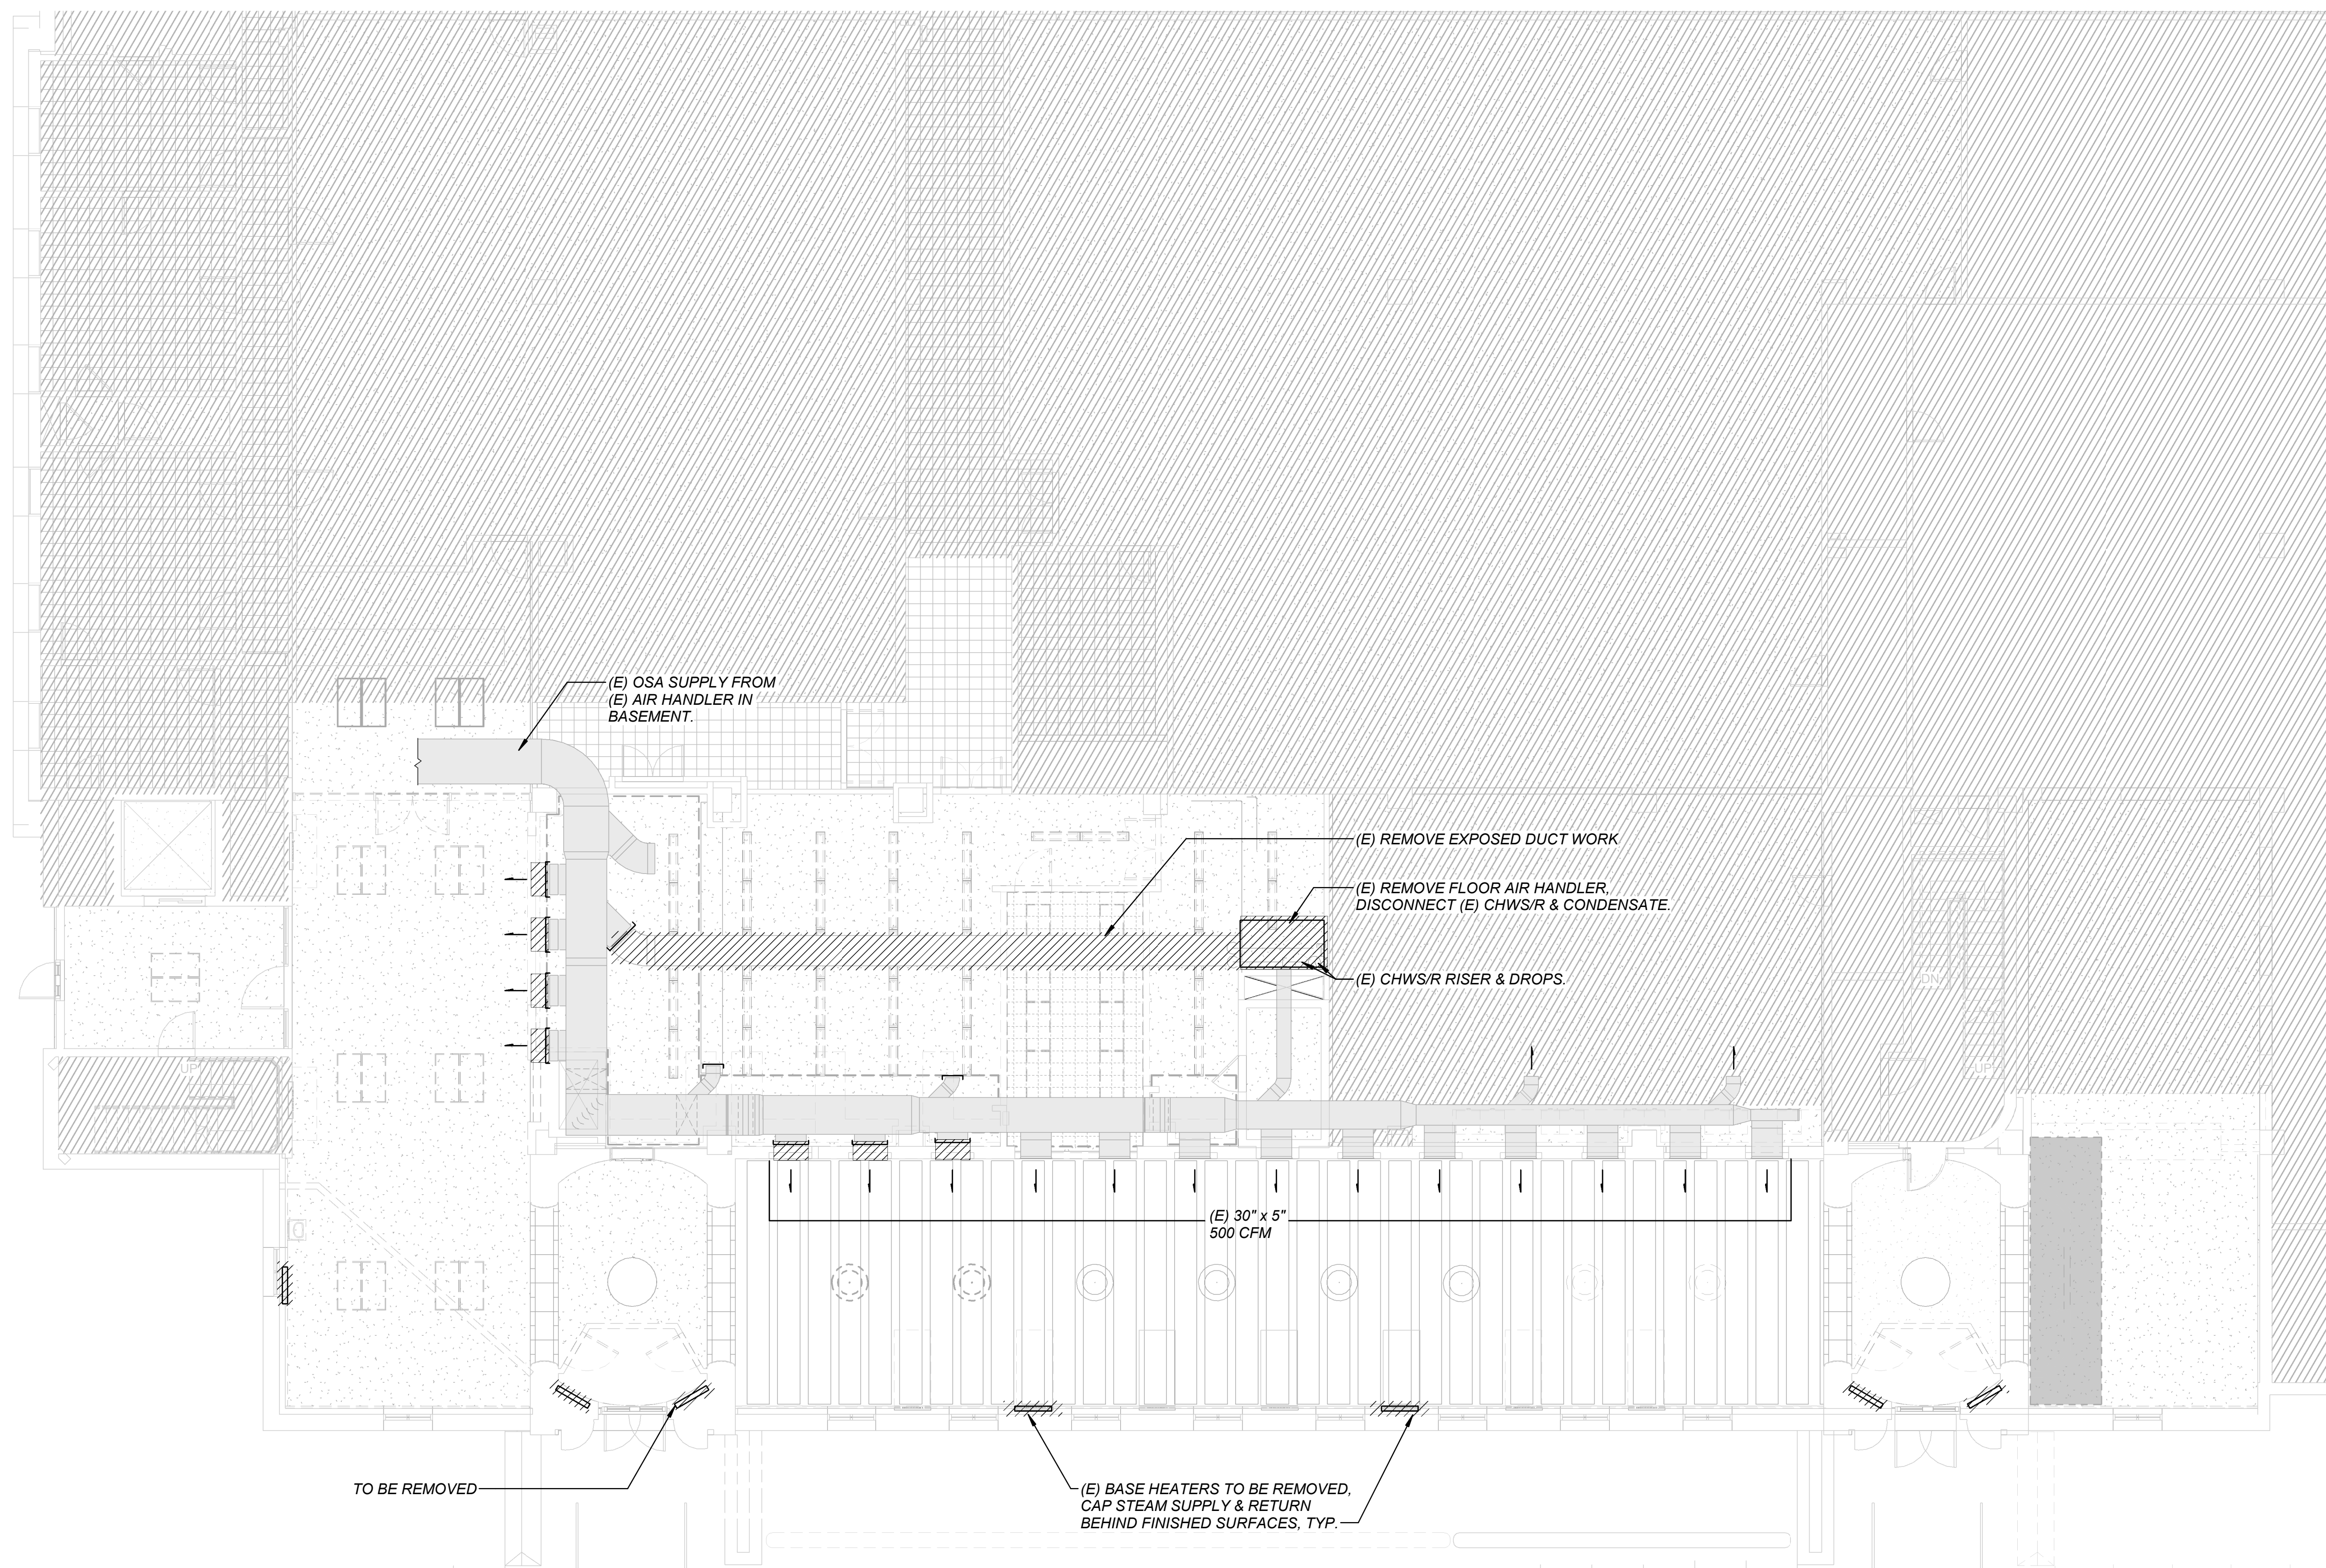 (E) OSA SUPPLY FROM
(E) AIR HANDLER IN
BASEMENT.
(E) REMOVE EXPOSED DUCT WORK
(E) REMOVE FLOOR AIR HANDLER,
DISCONNECT (E) CHWS/R & CONDENSATE.
(E) CHWS/R RISER & DROPS.
DN
UP
UP
(E) 30" x 5"
500 CFM
TO BE REMOVED
(E) BASE HEATERS TO BE REMOVED,
CAP STEAM SUPPLY & RETURN
BEHIND FINISHED SURFACES, TYP.